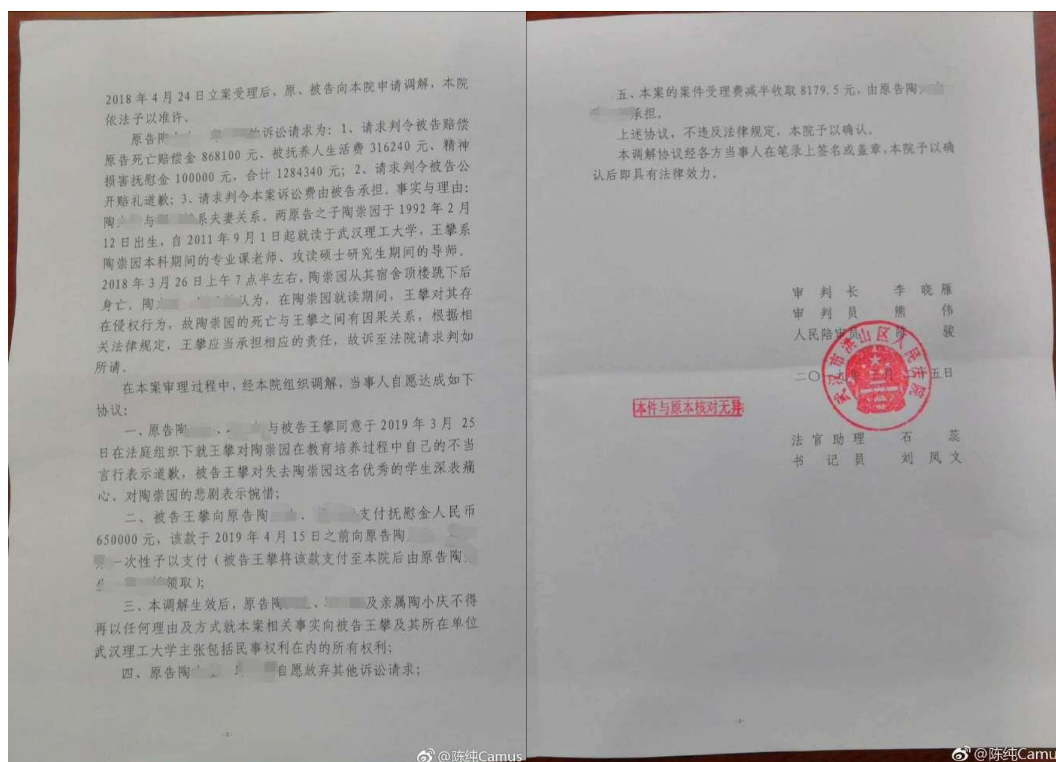 2018 年 4 月 24 日立案受理后，原、被告向本院申请调解，本院
依法予以准许。
原告陶 诉讼请求为：1、请求判令被告赔偿
原告死亡赔偿金 868100 元、被抚养人生活费 316240 元、精神
损害抚慰金 100000 元，合计 1284340 元；2、请求判令被告公
开赔礼道歉；3、请求判令本案诉讼费由被告承担。事实与理由：
陶 与 系夫妻关系。两原告之子陶崇园于 1992 年 2 月
12 日出生，自 2011 年 9 月 1 日起就读于武汉理工大学，王攀系
陶崇园本科期间的专业课老师、攻读硕士研究生期间的导师。
2018 年 3 月 26 日上午 7 点半左右，陶崇园从其宿舍顶楼跳下后
身亡。陶 认为，在陶崇园就读期间，王攀对其存
在侵权行为，故陶崇园的死亡与王攀之间有因果关系，根据相
关法律规定，王攀应当承担相应的责任，故诉至法院请求判如
所请。
在本案审理过程中，经本院组织调解，当事人自愿达成如下
协议：
一、原告陶 、 与被告王攀同意于 2019 年 3 月 25
日在法庭组织下就王攀对陶崇园在教育培养过程中自己的不当
言行表示道歉，被告王攀对失去陶崇园这名优秀的学生深表痛
心、对陶崇园的悲剧表示惋惜；
二、被告王攀向原告陶 、 支付抚慰金人民币
650000 元，该款于 2019 年 4 月 15 日之前向原告陶
一次性予以支付（被告王攀将该款支付至本院后由原告陶
领取）；
三、本调解生效后，原告陶 、 及亲属陶小庆不得
再以任何理由及方式就本案相关事实向被告王攀及其所在单位
武汉理工大学主张包括民事权利在内的所有权利；
四、原告陶 自愿放弃其他诉讼请求；
-2-
@陈纯Camus
五、本案的案件受理费减半收取 8179.5 元，由原告陶
承担。
上述协议，不违反法律规定，本院予以确认。
本调解协议经各方当事人在笔录上签名或盖章，本院予以确
认后即具有法律效力。
审 判 长 李 晓 雁
审 判 员 熊 伟
人民陪审员 骏
武汉市洪山区人民法院
二〇 月 五日
本件与原本核对无异
法 官 助 理 石 蕊
书 记 员 刘 凤 文
@陈纯Camu